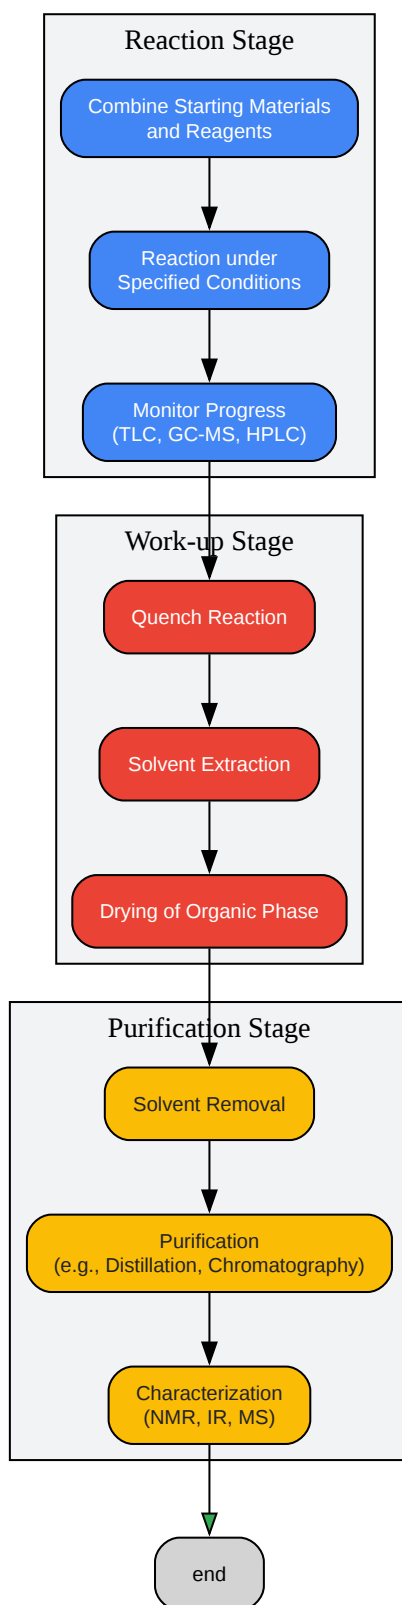 Reaction Stage
Combine Starting Materials
and Reagents
Reaction under
Specified Conditions
Monitor Progress
(TLC, GC-MS, HPLC)
Work-up Stage
Quench Reaction
Solvent Extraction
Drying of Organic Phase
Purification Stage
Solvent Removal
Purification
(e.g., Distillation, Chromatography)
Characterization
(NMR, IR, MS)
end